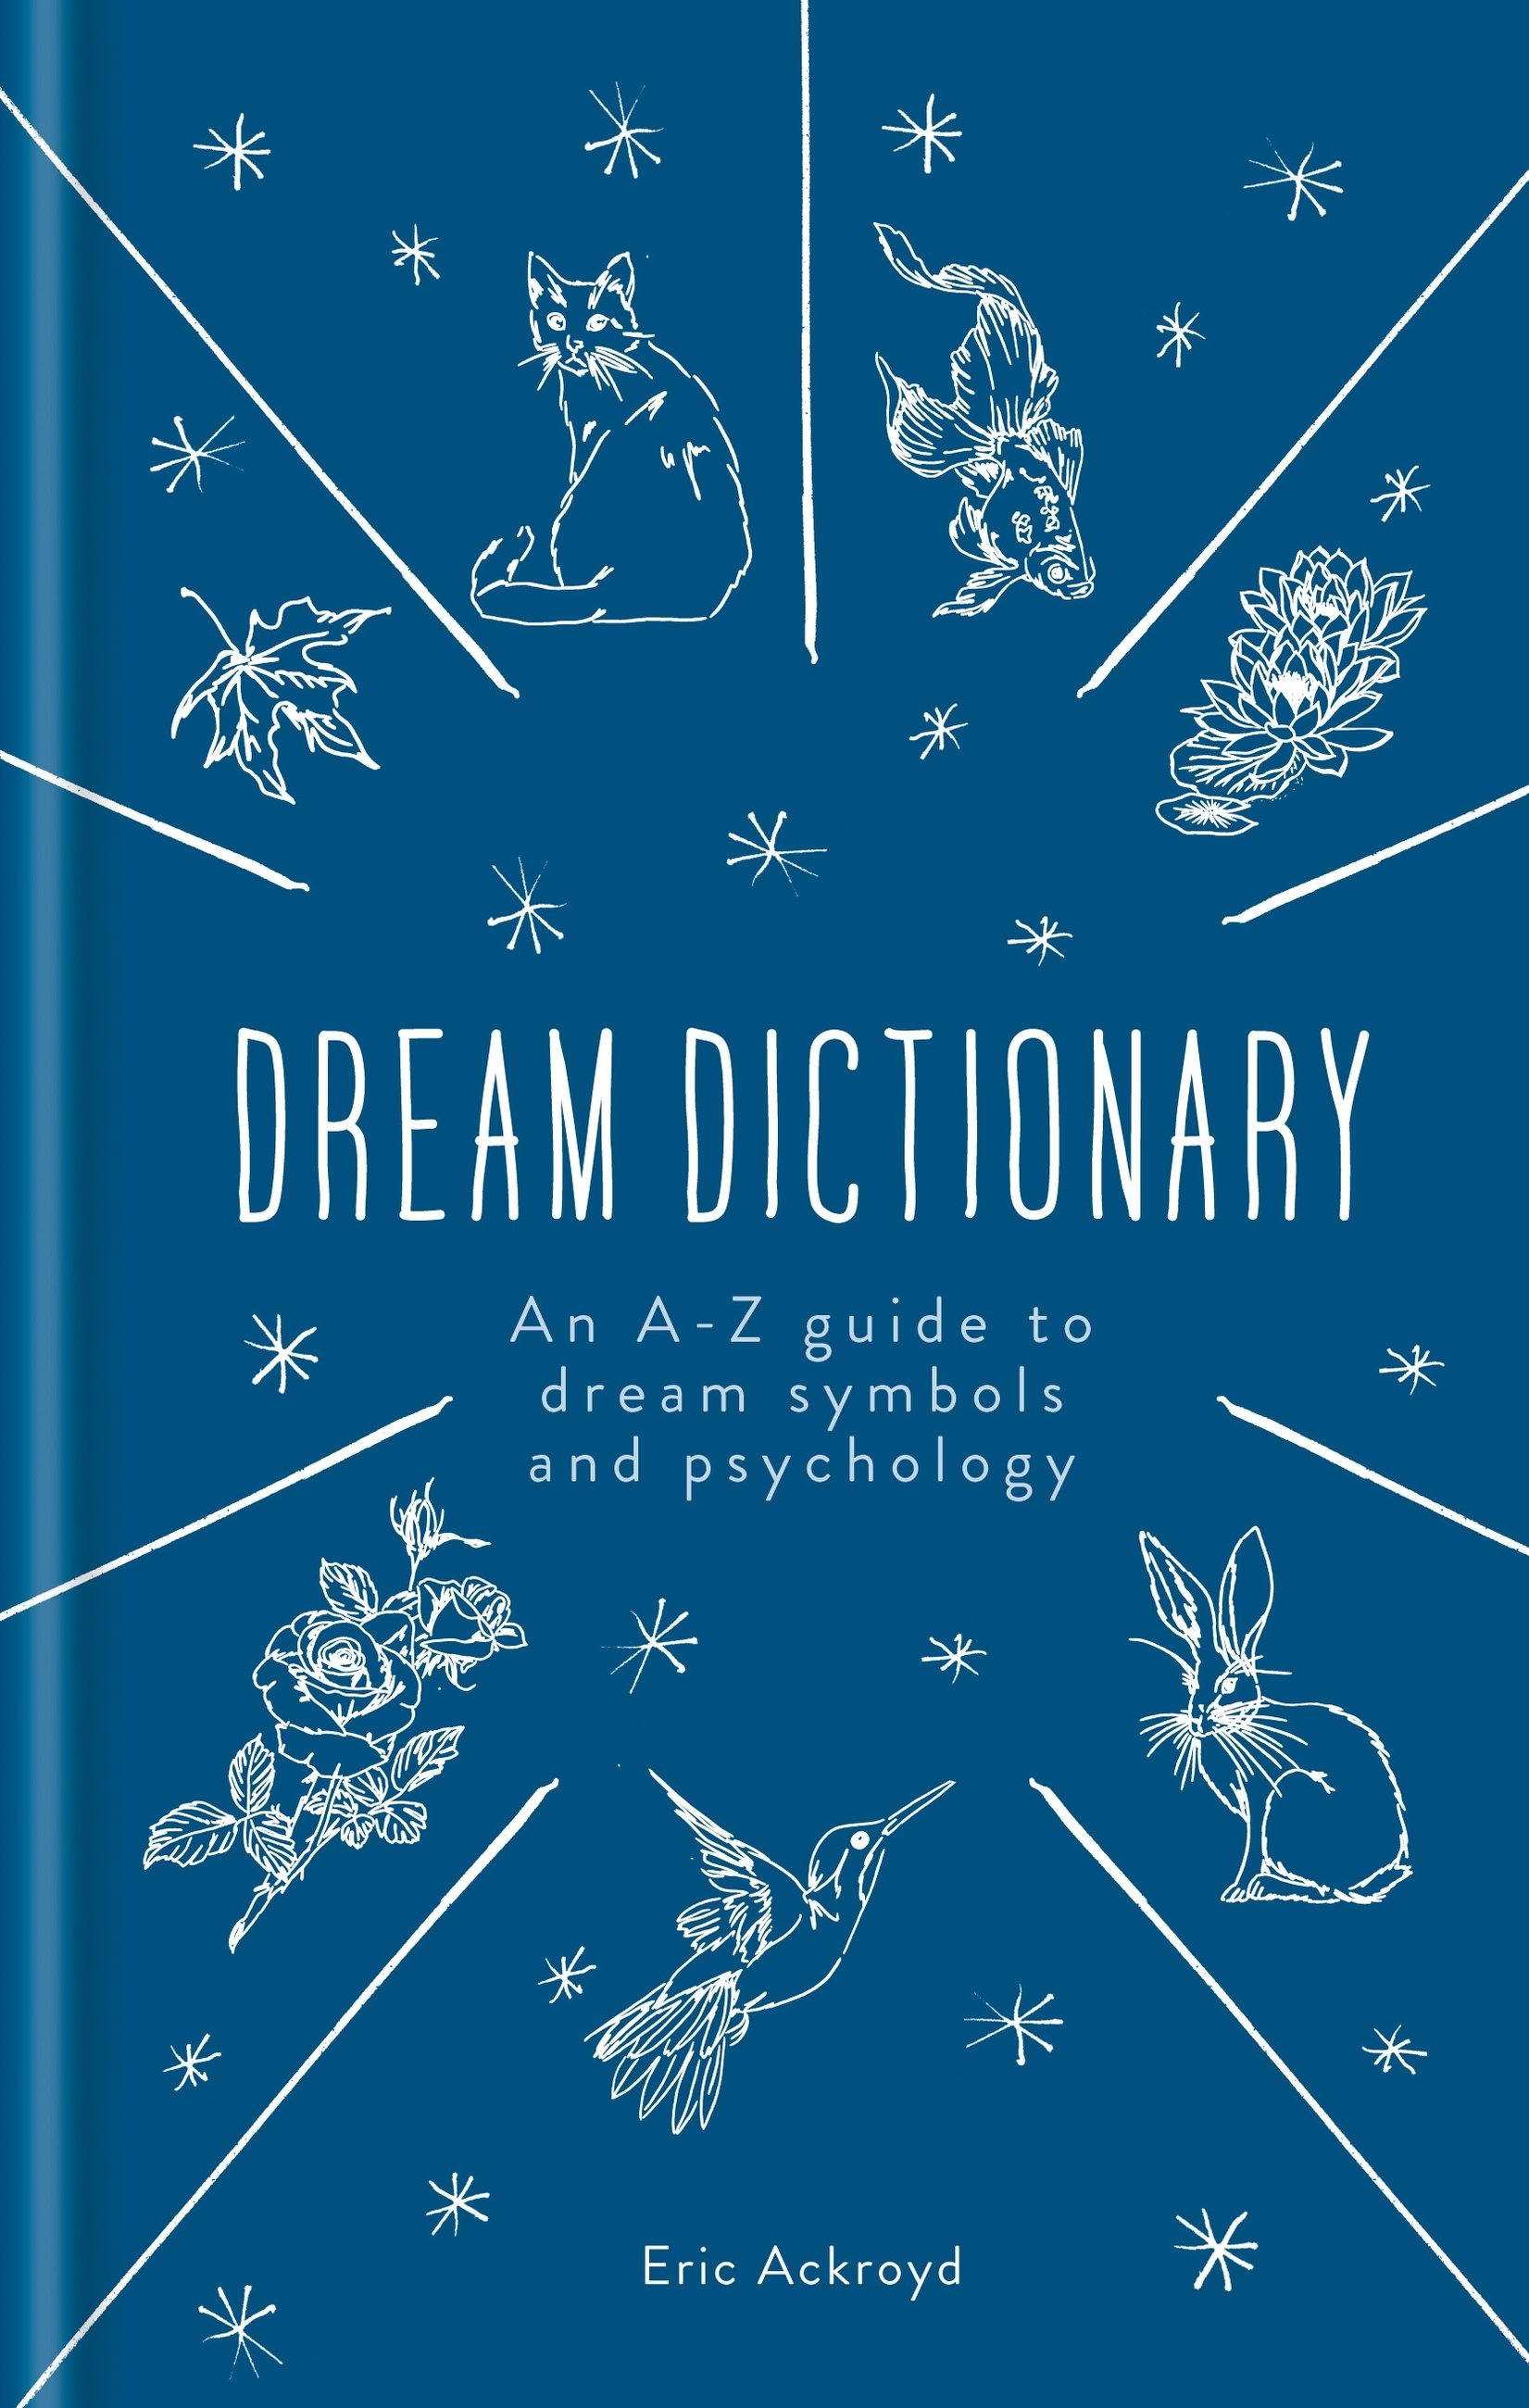 DREAM DICTIONARY
An A-Z guide to
dream symbols
and psychology
Eric Ackroyd